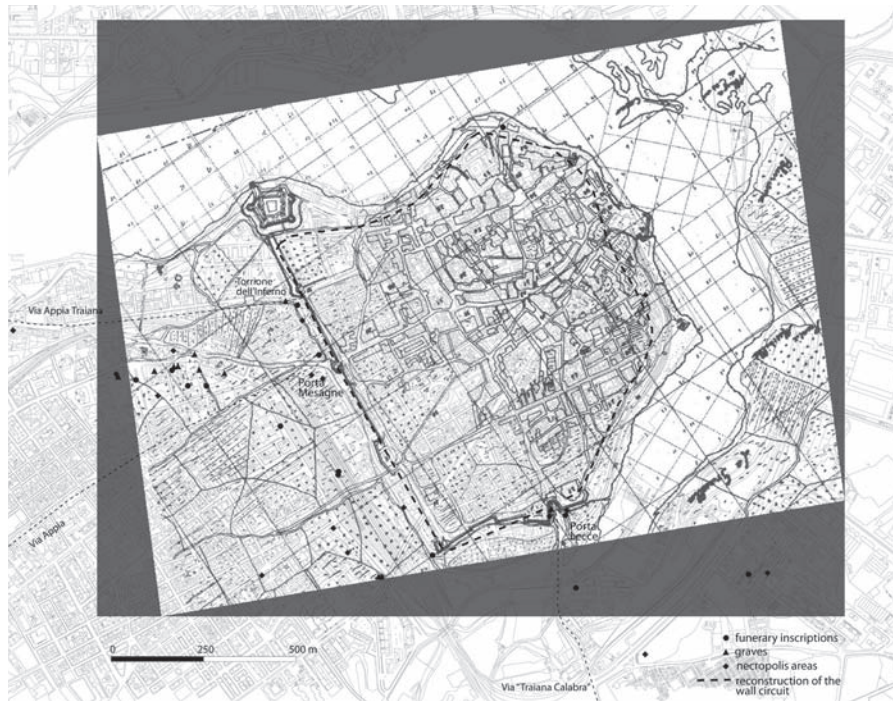 Torrione
dell'Inferno
Via Appia Traiana
Porta
Mesagne
Via Appia
Porta
Lecce
0 250 500 m
funerary inscriptions
graves
nectopolis areas
reconstruction of the
wall circuit
Via "Traiana Calabra"